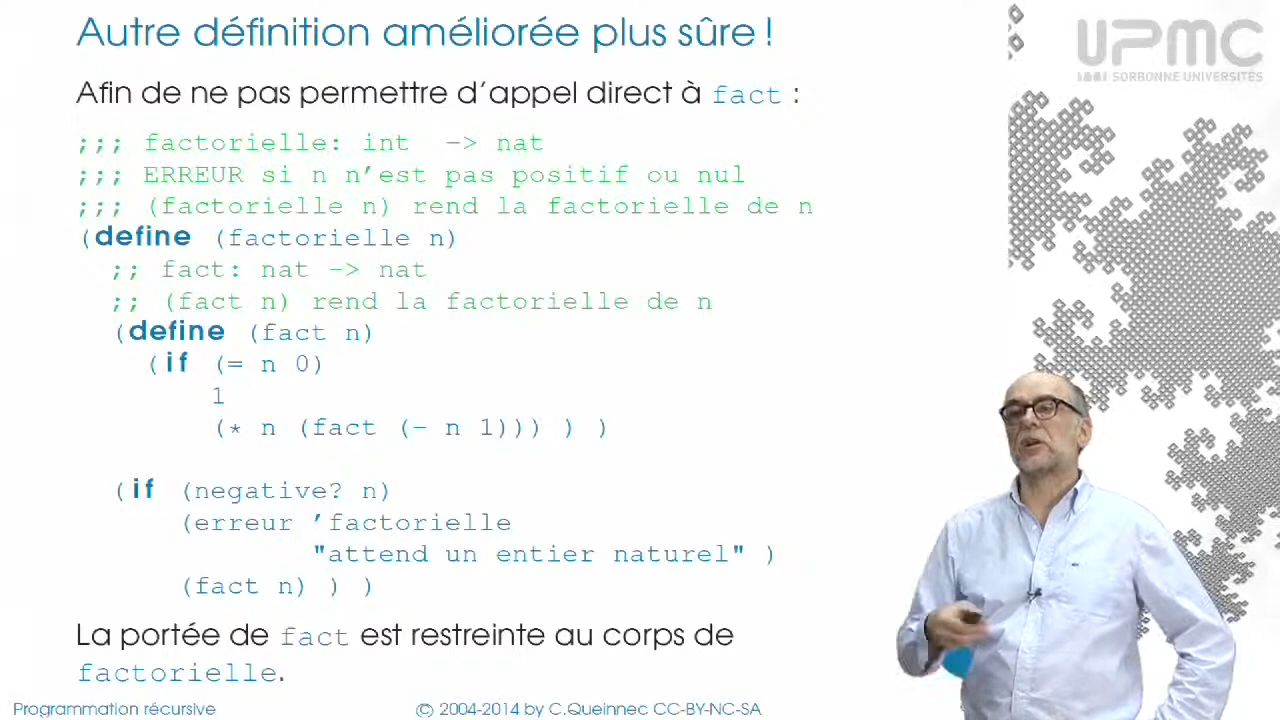 Autre définition améliorée plus sûre !
Afin de ne pas permettre d'appel direct à fact :
;;; factorielle: int -> nat
;;; ERREUR si n n'est pas positif ou nul
;;; (factorielle n) rend la factorielle de n
(define (factorielle n)
;; fact: nat -> nat
;; (fact n) rend la factorielle de n
(define (fact n)
(if (= n 0)
1
(* n (fact (- n 1))) ) )
(if (negative? n)
(erreur 'factorielle
"attend un entier naturel" )
(fact n) ) )
La portée de fact est restreinte au corps de
factorielle.
Programmation récursive
© 2004-2014 by C.Queinnec CC-BY-NC-SA
UPMC
SORBONNE UNIVERSITÉS